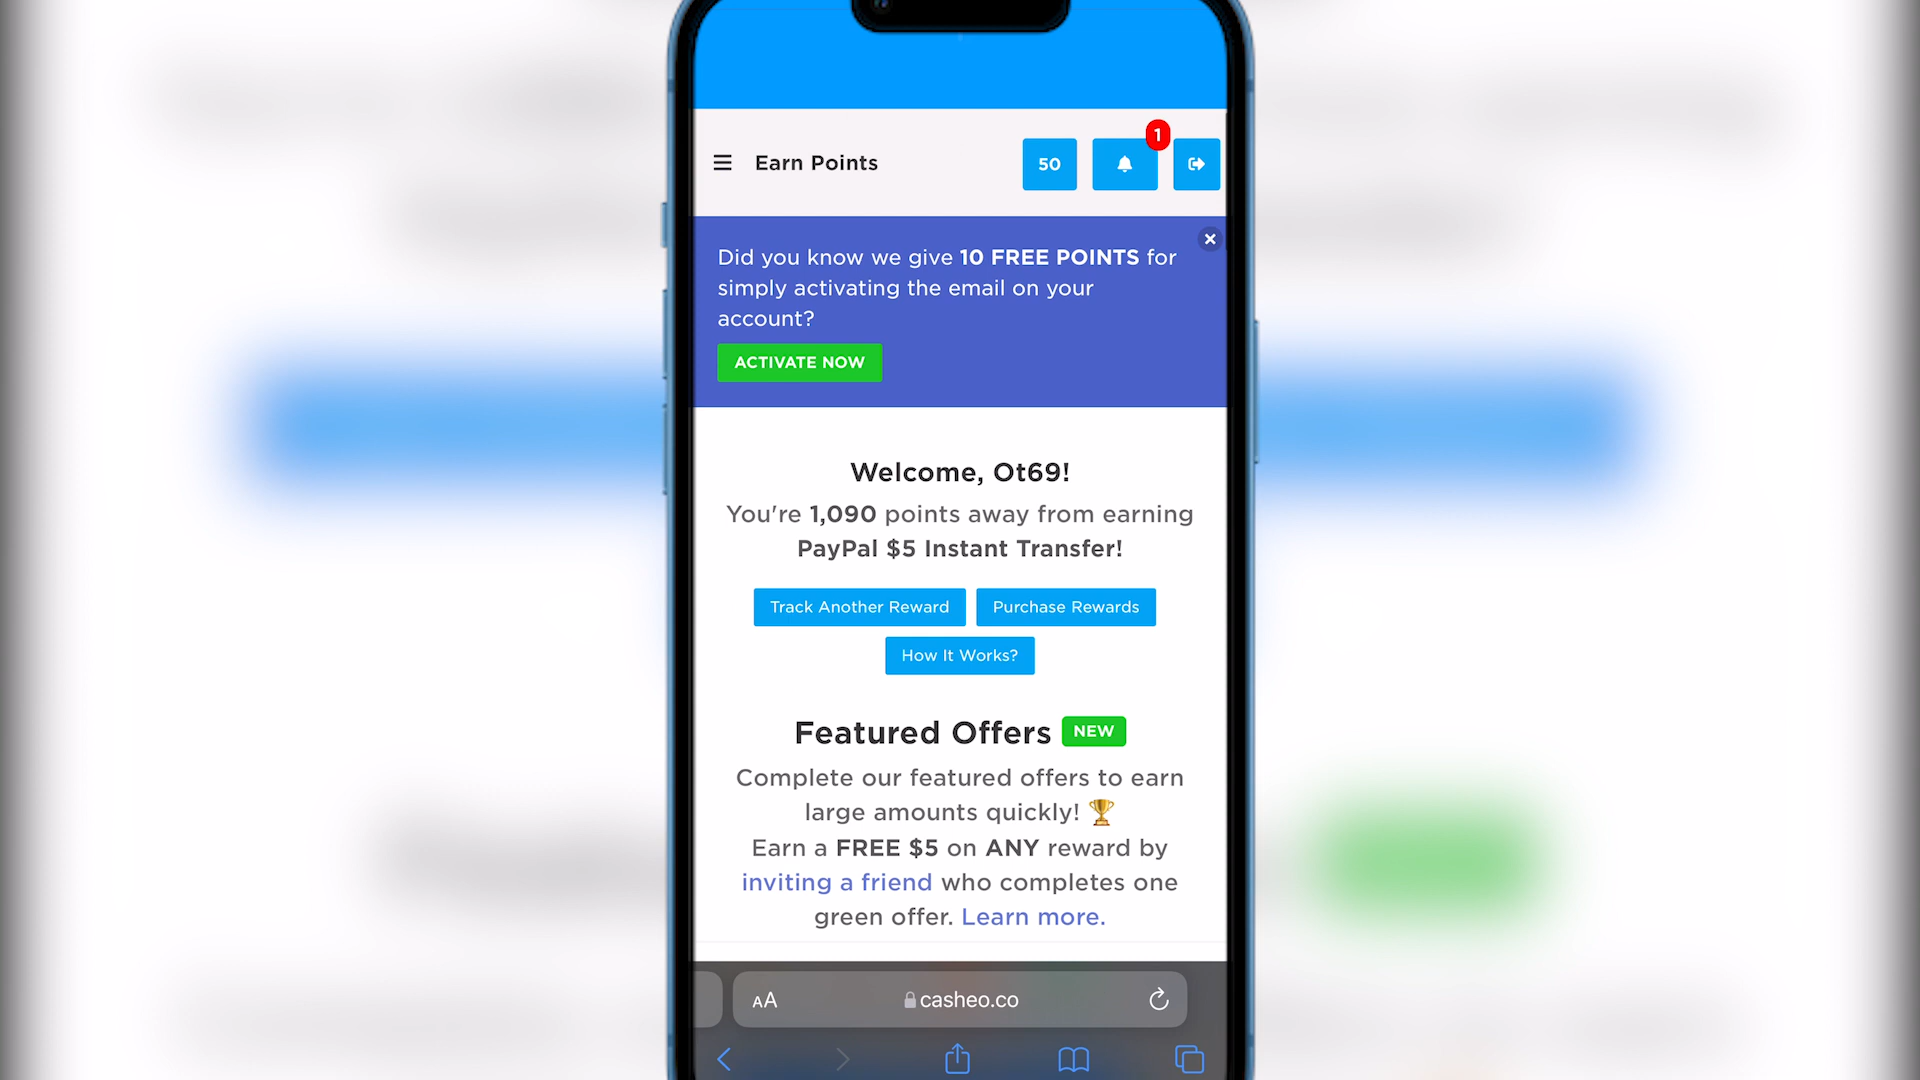 Earn Points
50
1
Did you know we give 10 FREE POINTS for
simply activating the email on your
account?
ACTIVATE NOW
Welcome, Ot69!
You're 1,090 points away from earning
PayPal $5 Instant Transfer!
Track Another Reward
Purchase Rewards
How It Works?
Featured Offers NEW
Complete our featured offers to earn
large amounts quickly! 🏆
Earn a FREE $5 on ANY reward by
inviting a friend who completes one
green offer. Learn more.
AA
casheo.co